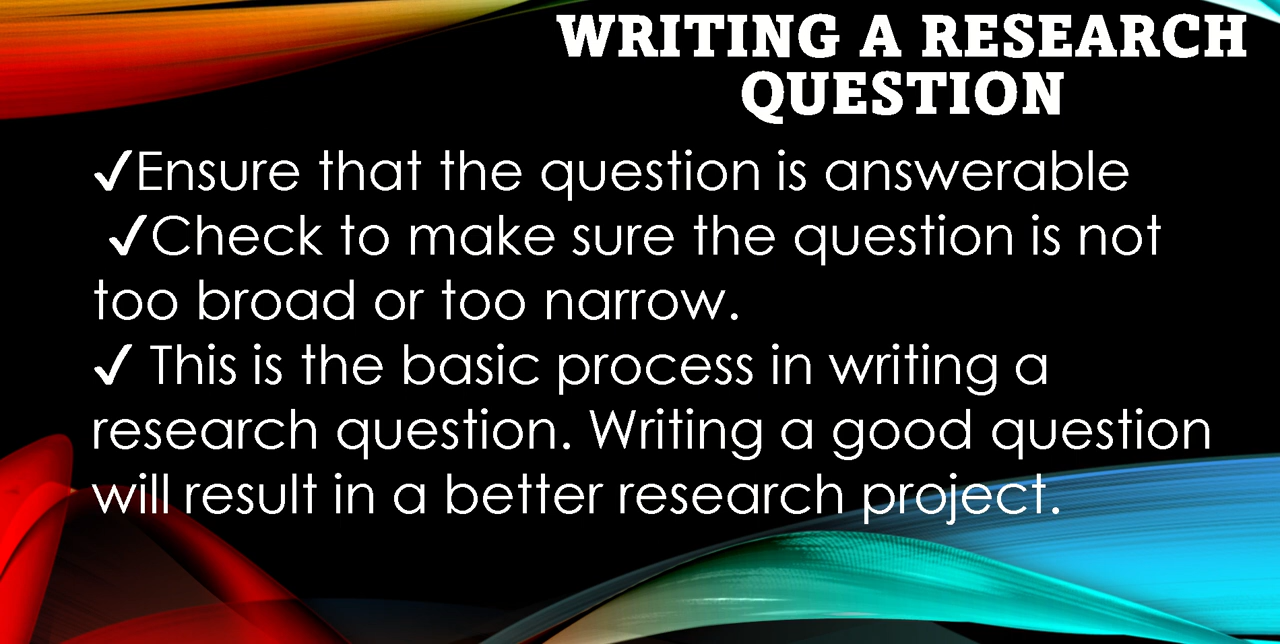 WRITING A RESEARCH
QUESTION
✓Ensure that the question is answerable
✓Check to make sure the question is not
too broad or too narrow.
✓ This is the basic process in writing a
research question. Writing a good question
will result in a better research project.